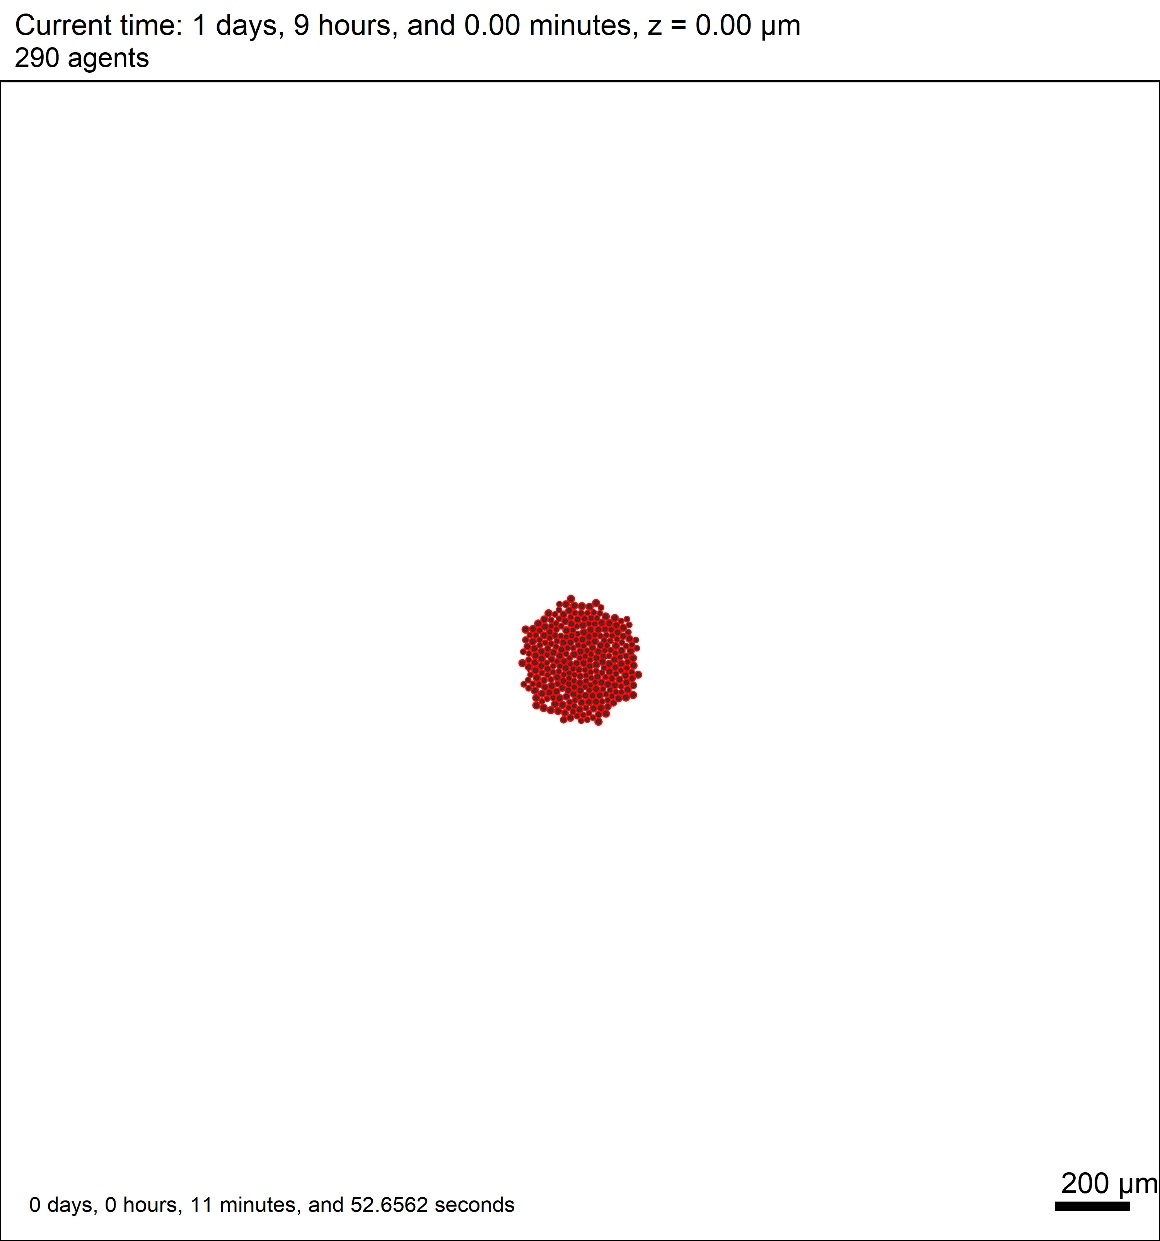 Current time: 1 days, 9 hours, and 0.00 minutes, z = 0.00 μm
290 agents
200 μm
0 days, 0 hours, 11 minutes, and 52.6562 seconds